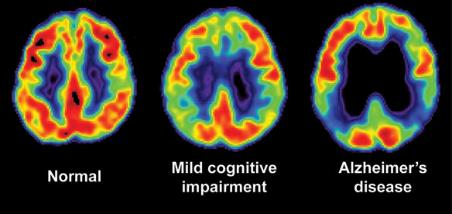 Normal
Mild cognitive
impairment
Alzheimer's
disease